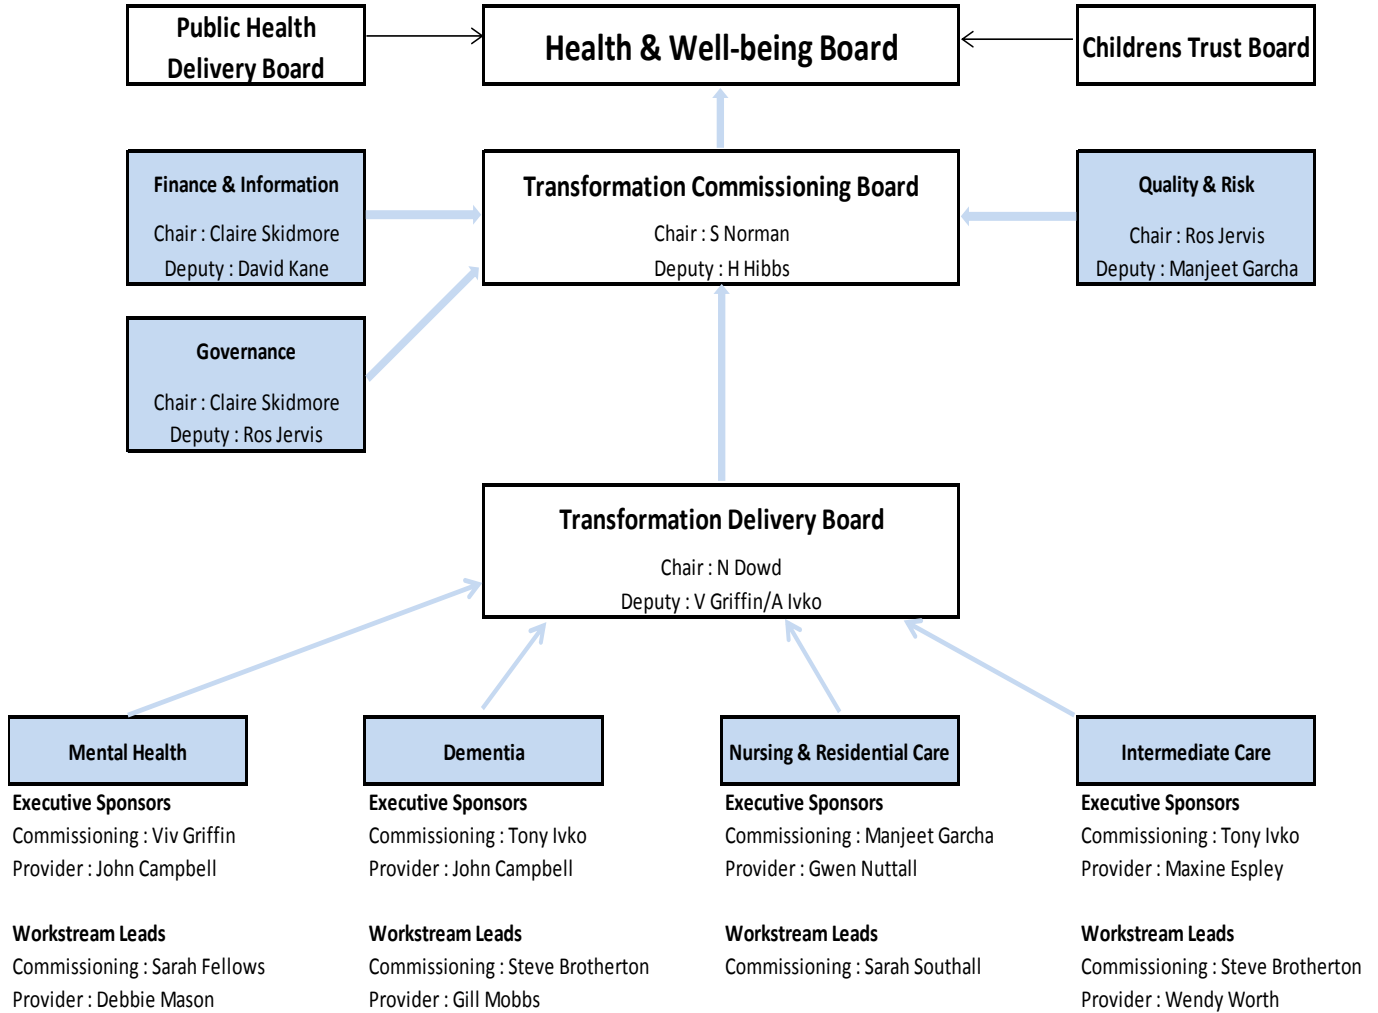 Public Health
Delivery Board
Health & Well-being Board
Childrens Trust Board
Finance & Information
Chair : Claire Skidmore
Deputy : David Kane
Transformation Commissioning Board
Chair : S Norman
Deputy : H Hibbs
Quality & Risk
Chair : Ros Jervis
Deputy : Manjeet Garcha
Governance
Chair : Claire Skidmore
Deputy : Ros Jervis
Transformation Delivery Board
Chair : N Dowd
Deputy : V Griffin/A Ivko
Mental Health
Executive Sponsors
Commissioning : Viv Griffin
Provider : John Campbell
Workstream Leads
Commissioning : Sarah Fellows
Provider : Debbie Mason
Dementia
Executive Sponsors
Commissioning : Tony Ivko
Provider : John Campbell
Workstream Leads
Commissioning : Steve Brotherton
Provider : Gill Mobbs
Nursing & Residential Care
Executive Sponsors
Commissioning : Manjeet Garcha
Provider : Gwen Nuttall
Workstream Leads
Commissioning : Sarah Southall
Intermediate Care
Executive Sponsors
Commissioning : Tony Ivko
Provider : Maxine Espley
Workstream Leads
Commissioning : Steve Brotherton
Provider : Wendy Worth